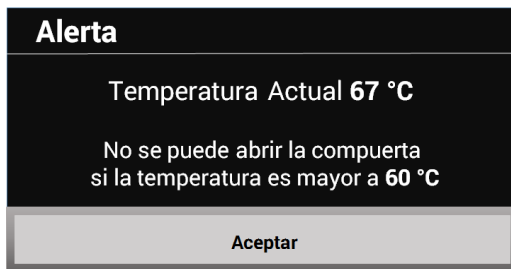 Alerta
Temperatura Actual 67 °C
No se puede abrir la compuerta
si la temperatura es mayor a 60 °C
Aceptar